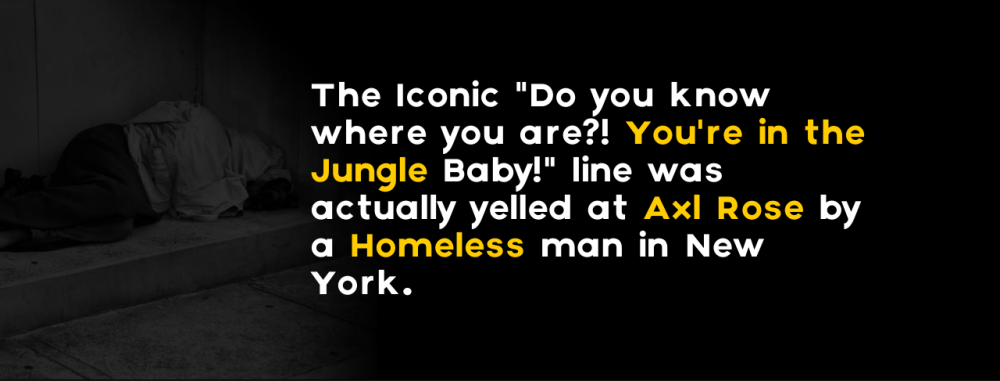 The Iconic "Do you know
where you are?! You're in the
Jungle Baby!" line was
actually yelled at Axl Rose by
a Homeless man in New
York.